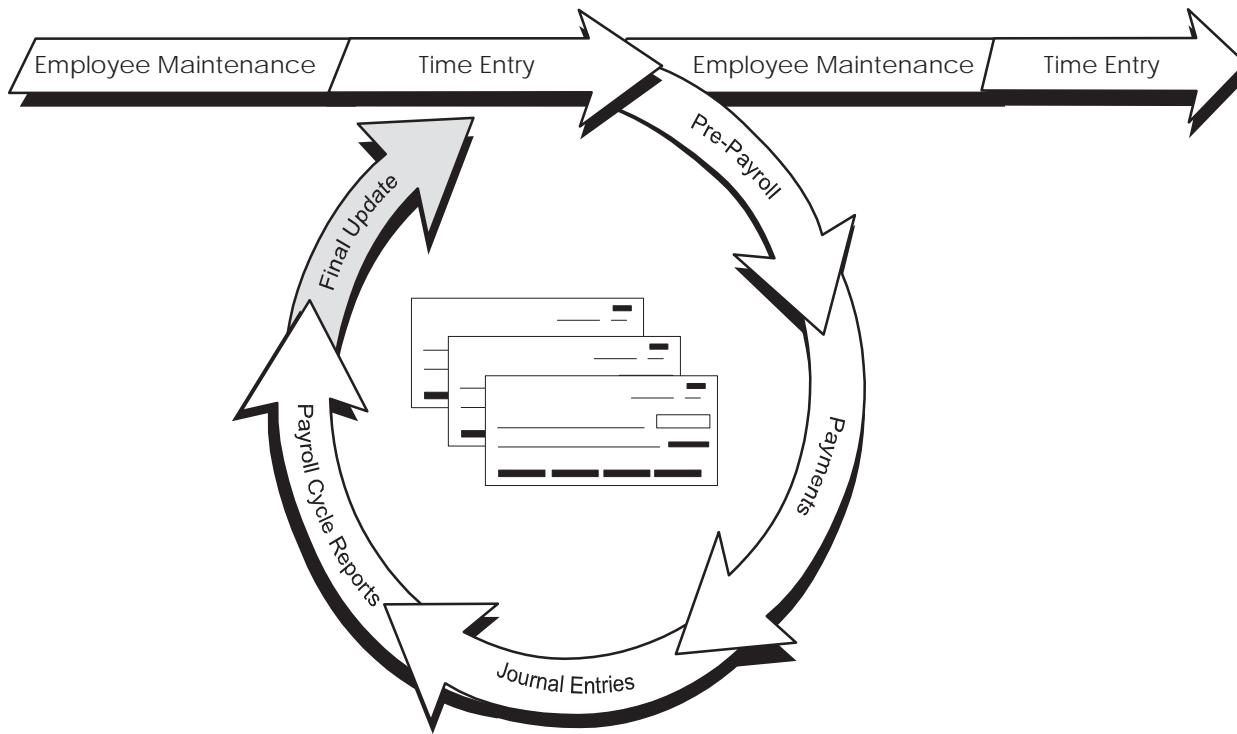 Employee Maintenance
Time Entry
Employee Maintenance
Time Entry
Pre-Payroll
Payments
Journal Entries
Payroll Cycle Reports
Final Update